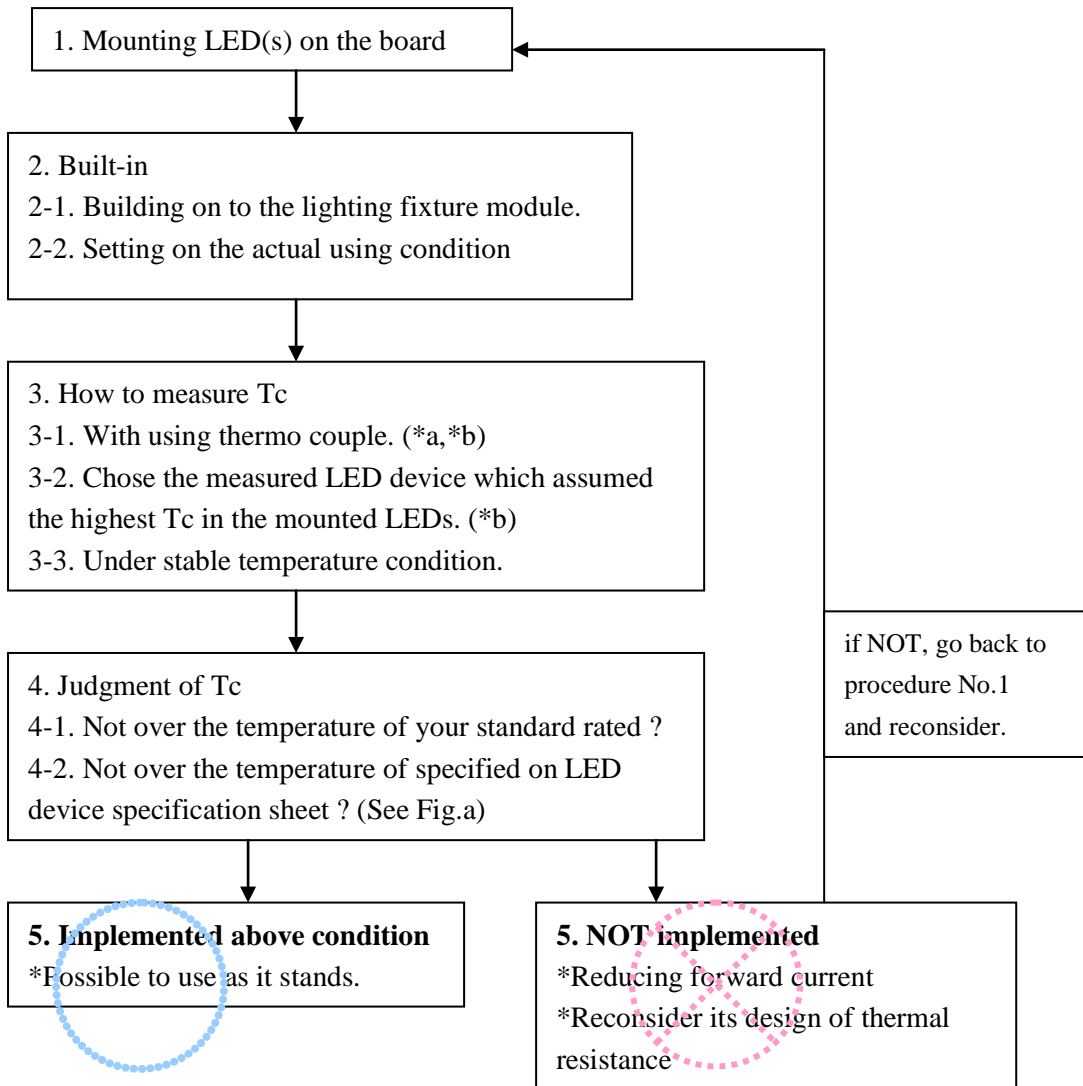 1. Mounting LED(s) on the board
2. Built-in
2-1. Building on to the lighting fixture module.
2-2. Setting on the actual using condition
3. How to measure Tc
3-1. With using thermo couple. (*a,*b)
3-2. Chose the measured LED device which assumed
the highest Tc in the mounted LEDs. (*b)
3-3. Under stable temperature condition.
if NOT, go back to
procedure No.1
and reconsider.
4. Judgment of Tc
4-1. Not over the temperature of your standard rated ?
4-2. Not over the temperature of specified on LED
device specification sheet ? (See Fig.a)
5. Implemented above condition
*Possible to use as it stands.
5. NOT implemented
*Reducing forward current
*Reconsider its design of thermal
resistance